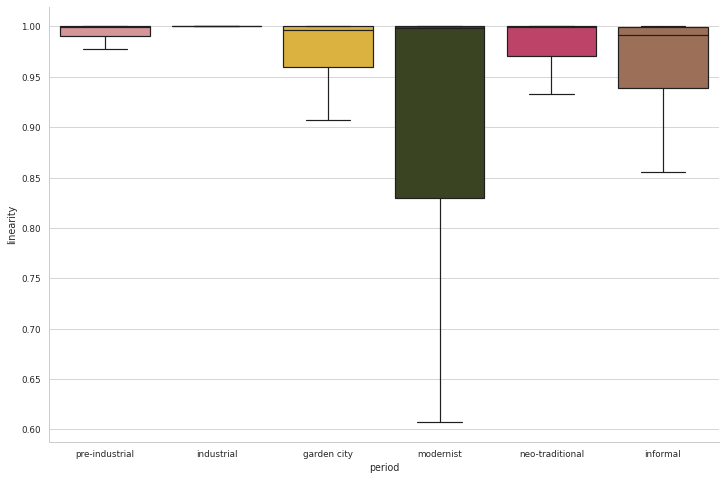 1.00
0.95
0.90
0.85
0.80
0.75
0.70
0.65
0.60
linearity
pre-industrial
industrial
garden city
modernist
neo-traditional
informal
period